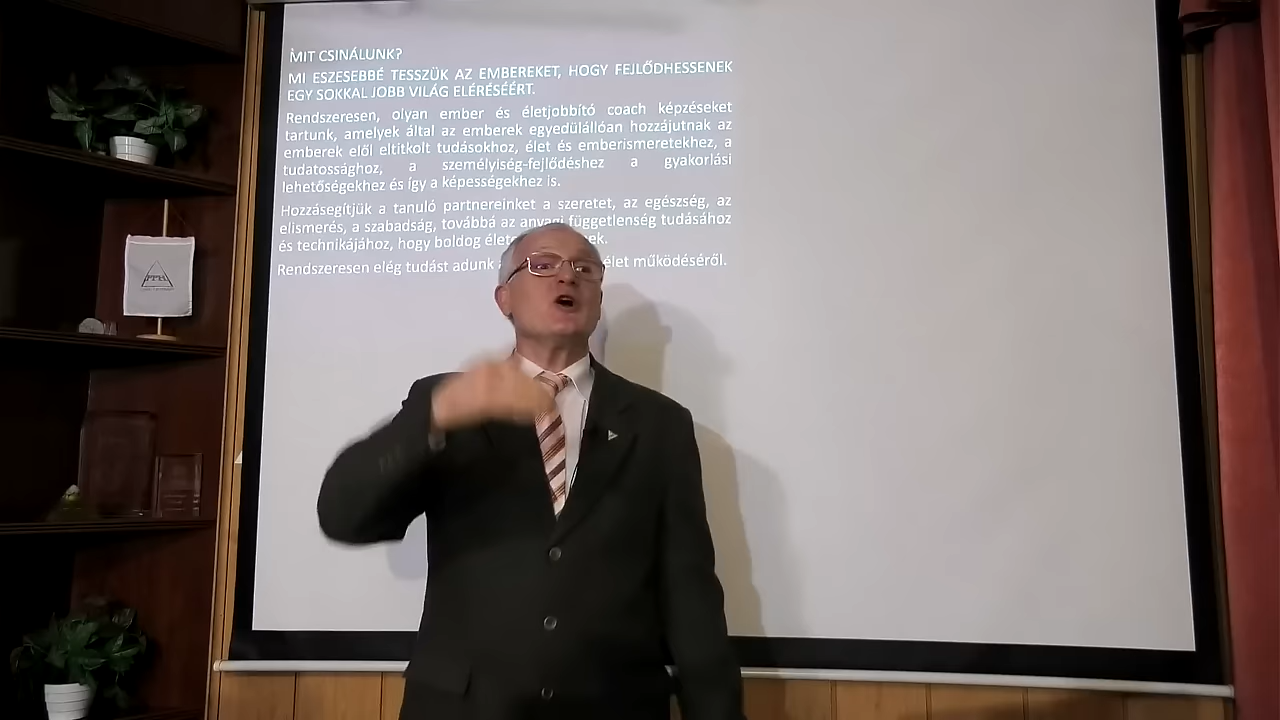 MIT CSINÁLUNK?
MI ESZESEBBÉ TESSZÜK AZ EMBEREKET, HOGY FEJLŐDHESSENEK
EGY SOKKAL JOBB VILÁG ELÉRÉSÉÉRT.
Rendszeresen, olyan ember és életjobbító coach képzéseket
tartunk, amelyek által az emberek egyedülállóan hozzájutnak az
emberek elől eltitkolt tudásokhoz, élet és emberismeretekhez, a
tudatossághoz, a személyiség-fejlődéshez a gyakorlási
lehetőségekhez és így a képességekhez is.
Hozzásegítjük a tanuló partnereinket a szeretet, az egészség, az
elismerés, a szabadság, továbbá az anyagi függetlenség tudásához
és technikájához, hogy boldog
Rendszeresen elég tudást adunk élet működéséről.